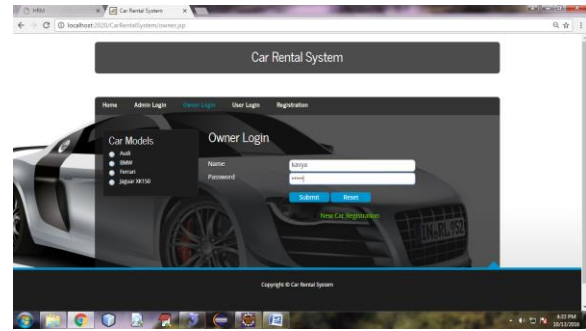 HRM
Car Rental System
localhost:2020/CarRentalSystem/owner.jsp
Car Rental System
Home Admin Login Owner Login User Login Registration
Car Models
Audi
BMW
Ferrari
Jaguar XK150
Owner Login
Name kavya
Password
Submit Reset
New Car Registration
Copyright © Car Rental System
4:33 PM
10/13/2016